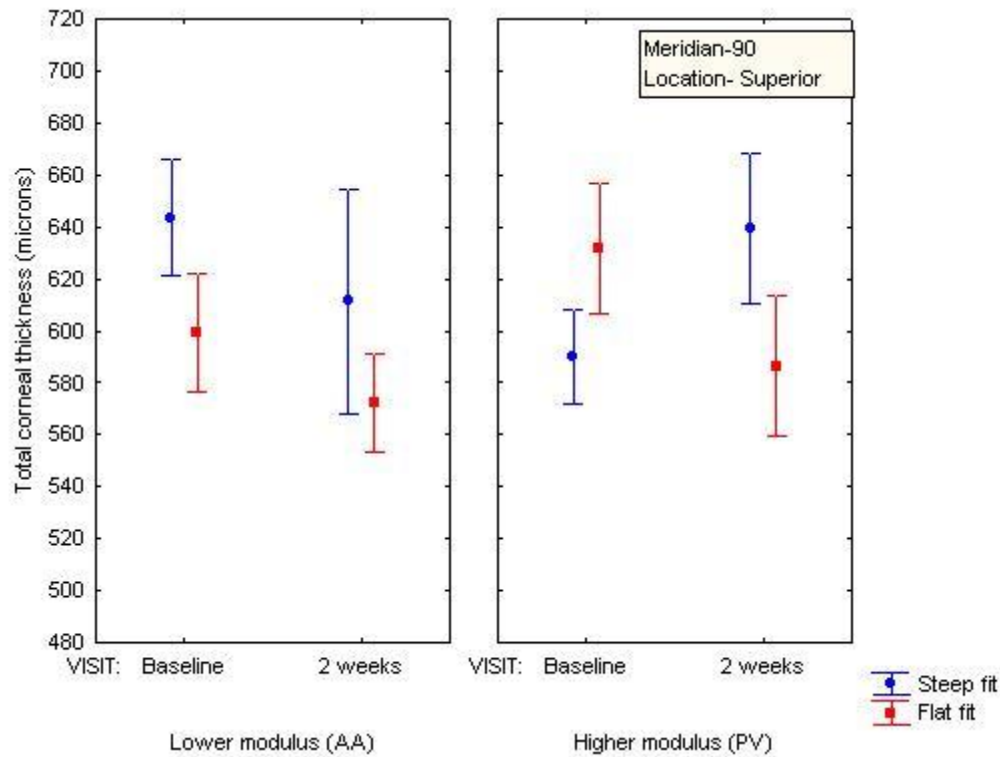 Total corneal thickness (microns)
720
700
680
660
640
620
600
580
560
540
520
500
480
Meridian-90
Location- Superior
VISIT: Baseline 2 weeks
VISIT: Baseline 2 weeks
Lower modulus (AA)
Higher modulus (PV)
Steep fit
Flat fit